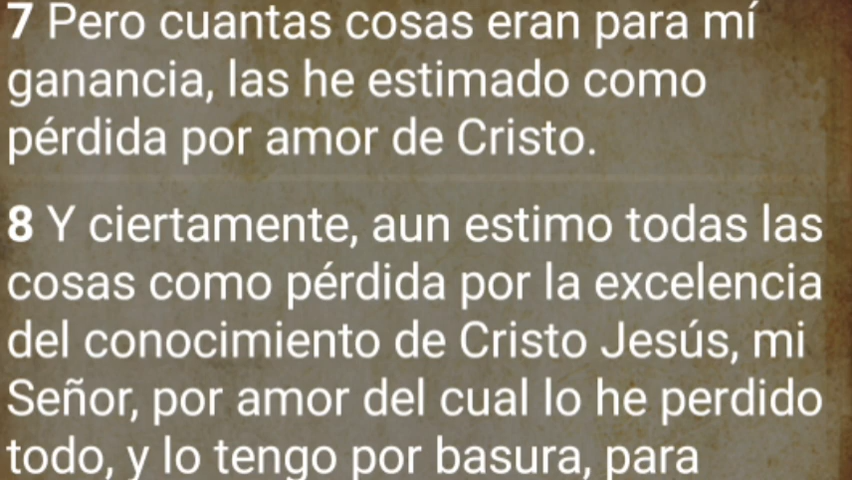 7 Pero cuantas cosas eran para mí
ganancia, las he estimado como
pérdida por amor de Cristo.
8 Y ciertamente, aun estimo todas las
cosas como pérdida por la excelencia
del conocimiento de Cristo Jesús, mi
Señor, por amor del cual lo he perdido
todo, y lo tengo por basura, para